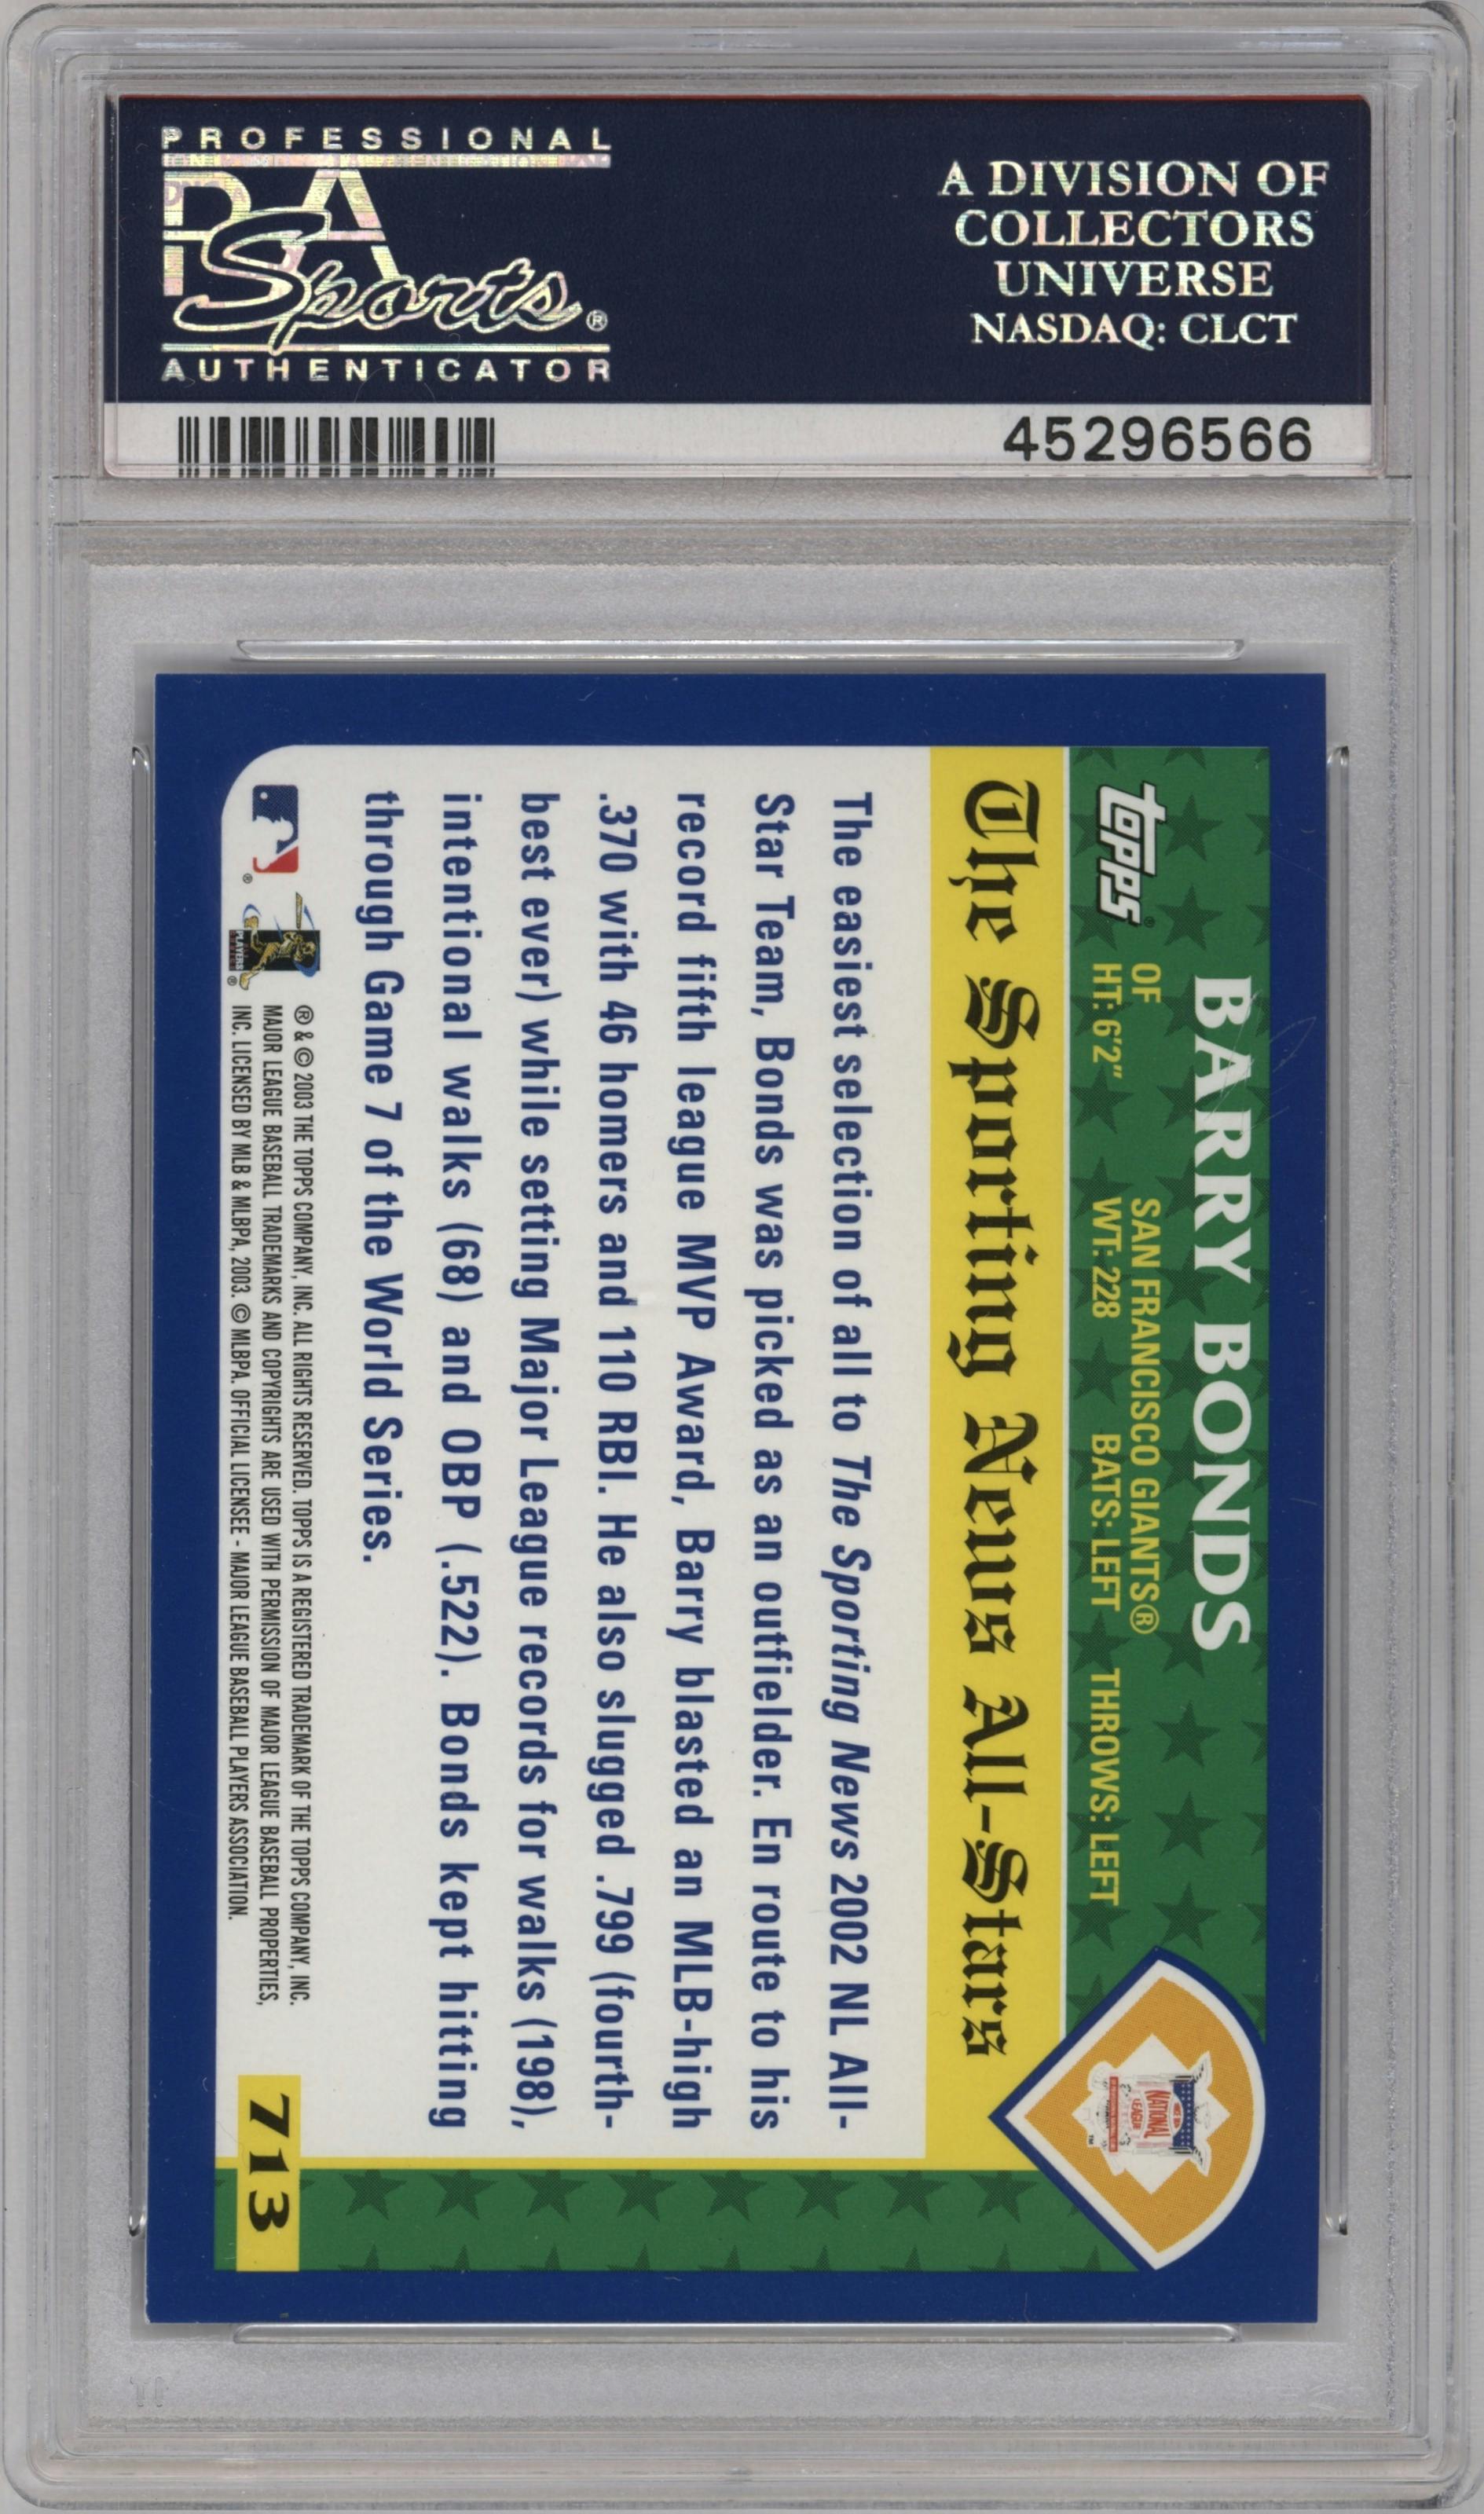 PROFESSIONAL
PSA
Sports®
AUTHENTICATOR
A DIVISION OF
COLLECTORS
UNIVERSE
NASDAQ: CLCT
45296566
BARRY BONDS
topps®
OF
SAN FRANCISCO GIANTS®
HT: 6'2" WT: 228 BATS: LEFT THROWS: LEFT
NATIONAL
LEAGUE
TM
The Sporting News All-Stars
The easiest selection of all to The Sporting News 2002 NL All-
Star Team, Bonds was picked as an outfielder. En route to his
record fifth league MVP Award, Barry blasted an MLB-high
.370 with 46 homers and 110 RBI. He also slugged .799 (fourth-
best ever) while setting Major League records for walks (198),
intentional walks (68) and OBP (.522). Bonds kept hitting
through Game 7 of the World Series.
PLAYERS
®
®
® & © 2003 THE TOPPS COMPANY, INC. ALL RIGHTS RESERVED. TOPPS IS A REGISTERED TRADEMARK OF THE TOPPS COMPANY, INC.
MAJOR LEAGUE BASEBALL TRADEMARKS AND COPYRIGHTS ARE USED WITH PERMISSION OF MAJOR LEAGUE BASEBALL PROPERTIES,
INC. LICENSED BY MLB & MLBPA, 2003. © MLBPA. OFFICIAL LICENSEE - MAJOR LEAGUE BASEBALL PLAYERS ASSOCIATION.
713